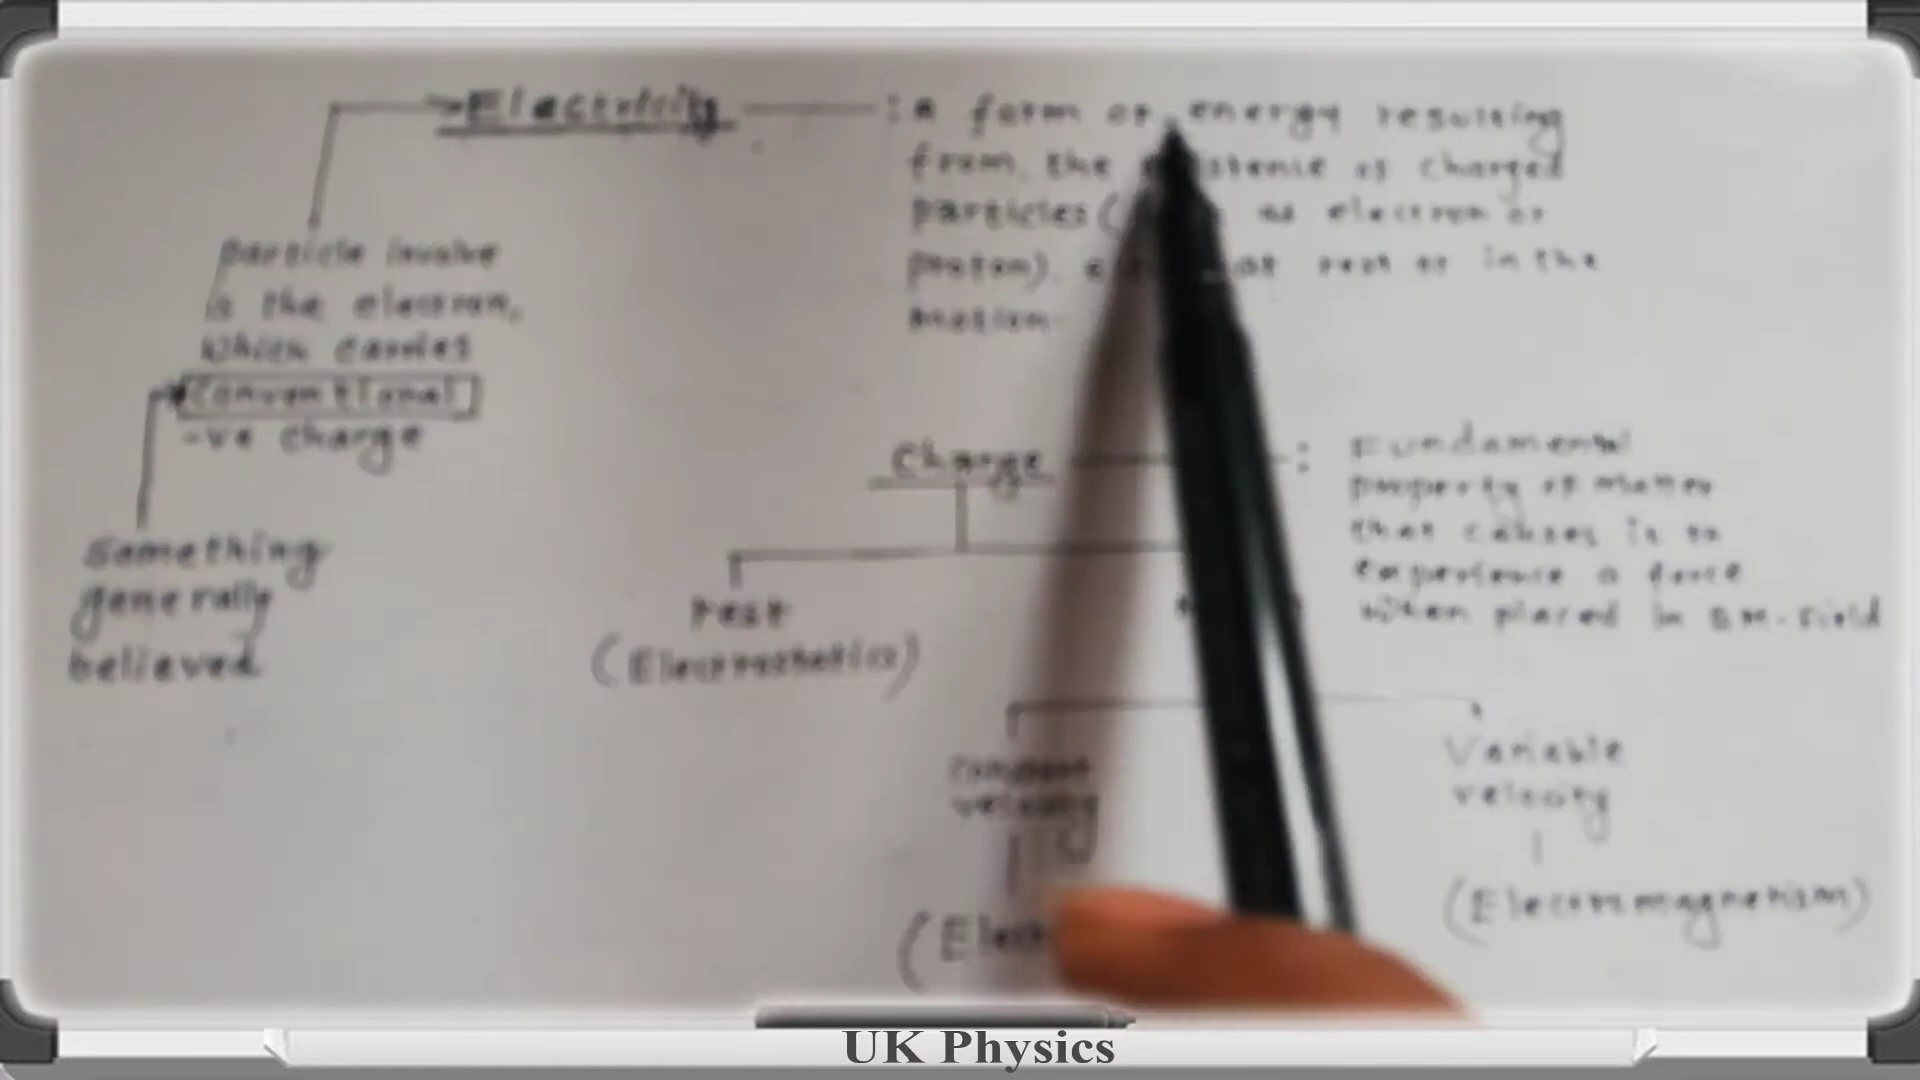 Electricity : A form of energy resulting
from the of charged
particles ( as electron or
proton). at rest or in the
motion.
particle involve
is the electron,
which carries
Conventional
-ve charge
something
generally
believed
Charge : Fundamental
property of matter
that causes it to
experience a force
when placed in EM-field
rest
(Electrostatics)
Constant
velocity
Variable
velocity
(Electromagnetism)
UK Physics